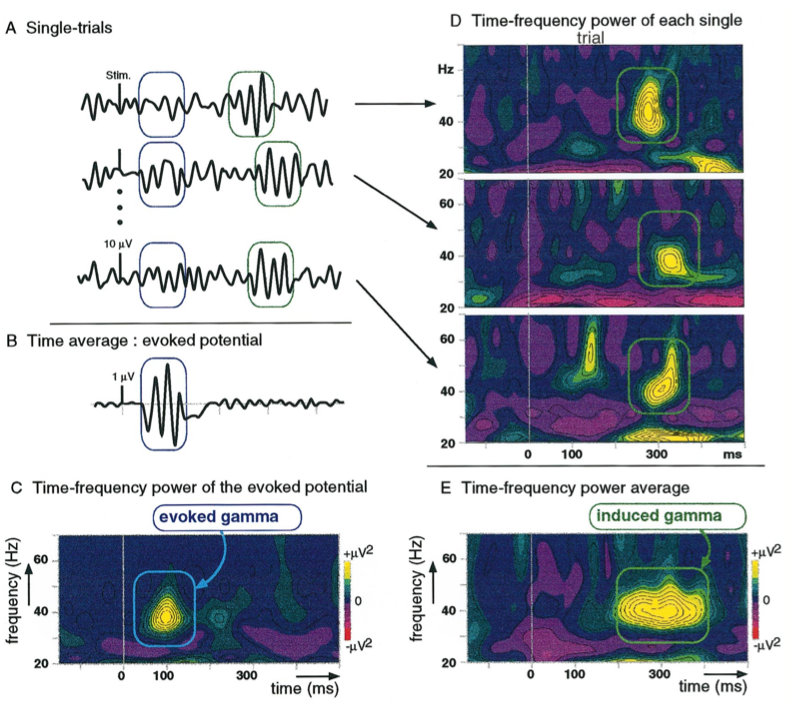 A Single-trials
Stim.
10 µV
B Time average : evoked potential
1 µV
C Time-frequency power of the evoked potential
evoked gamma
frequency (Hz)
60
40
20
0 100 300
time (ms)
+µV2
0
-µV2
D Time-frequency power of each single
trial
Hz
40
20
60
40
20
60
40
20
0 100 300 ms
E Time-frequency power average
induced gamma
frequency (Hz)
60
40
20
0 100 300
time (ms)
+µV2
0
-µV2